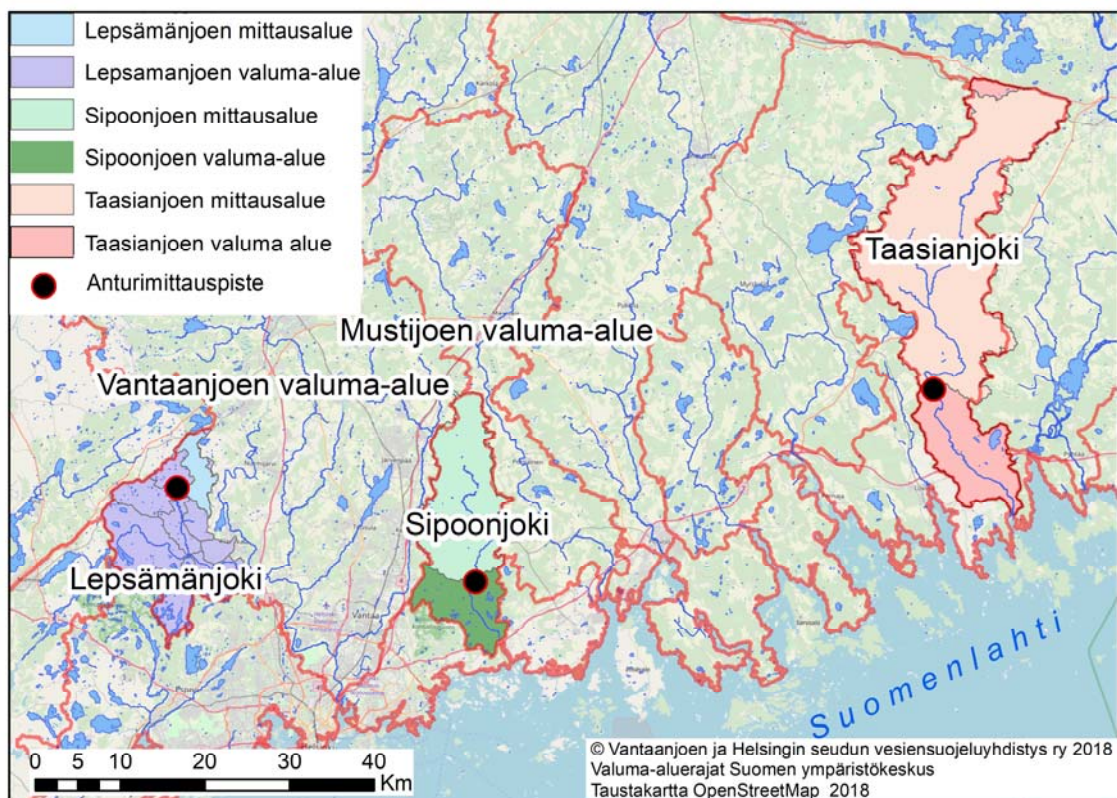 Lepsämänjoen mittausalue
Lepsamanjoen valuma-alue
Sipoonjoen mittausalue
Sipoonjoen valuma-alue
Taasianjoen mittausalue
Taasianjoen valuma alue
Anturimittauspiste
Taasianjoki
Mustijoen valuma-alue
Vantaanjoen valuma-alue
Sipoonjoki
Lepsämänjoki
Vantaa
Suomenlahti
0 5 10 20 30 40
Km
© Vantaanjoen ja Helsingin seudun vesiensuojeluyhdistys ry 2018
Valuma-aluerajat Suomen ympäristökeskus
Taustakartta OpenStreetMap 2018